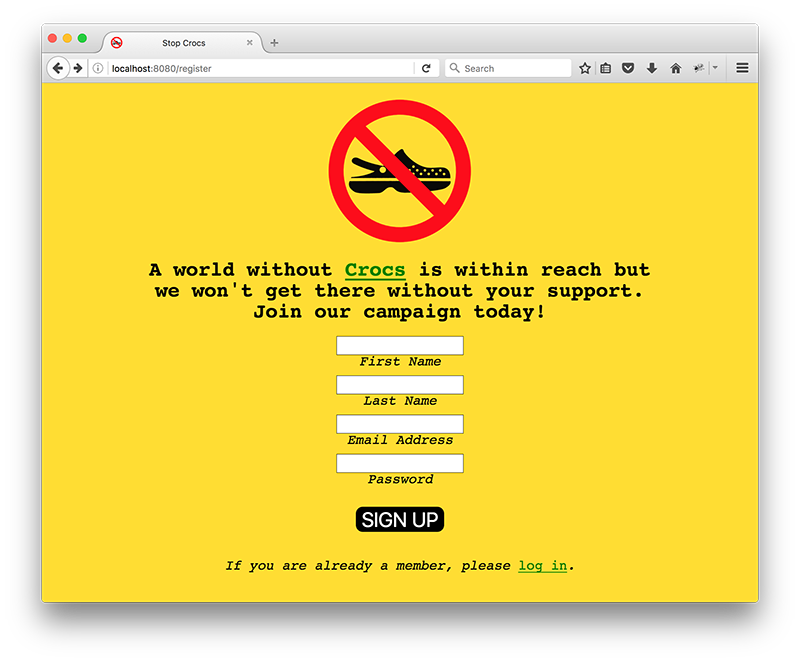 Stop Crocs
localhost:8080/register
Search
A world without Crocs is within reach but
we won't get there without your support.
Join our campaign today!
First Name
Last Name
Email Address
Password
SIGN UP
If you are already a member, please log in.